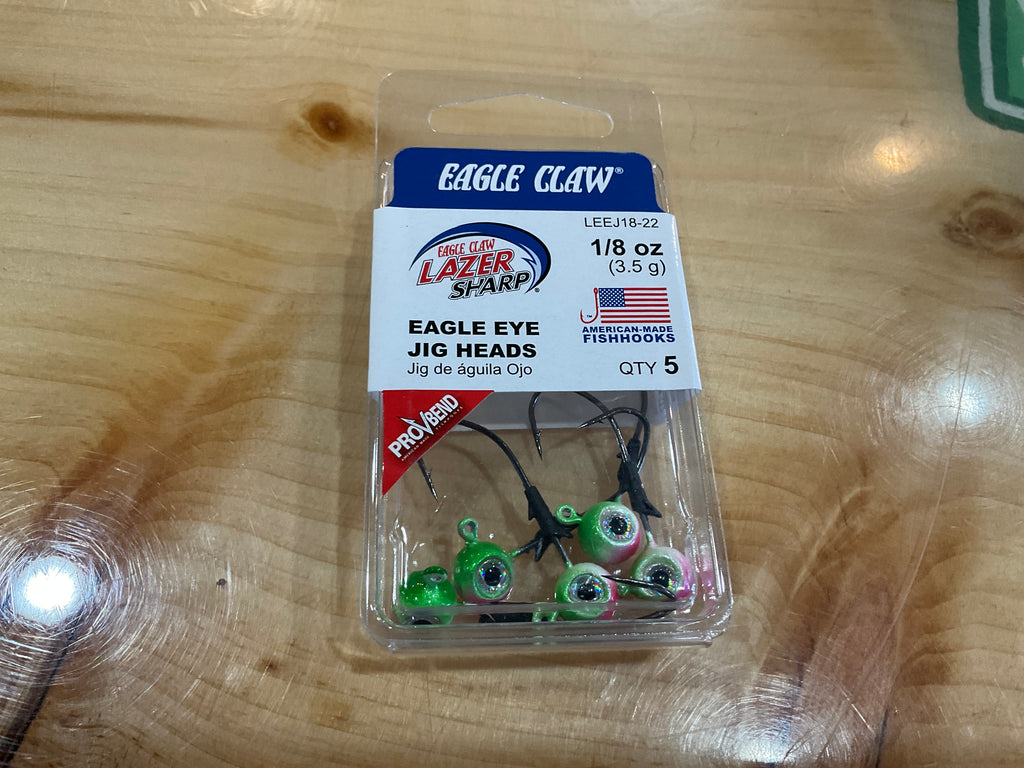 EAGLE CLAW®
LEEJ18-22
1/8 oz
(3.5 g)
EAGLE CLAW
LAZER
SHARP®
AMERICAN-MADE
FISHHOOKS
EAGLE EYE
JIG HEADS
Jig de águila Ojo
QTY 5
PROVBEND